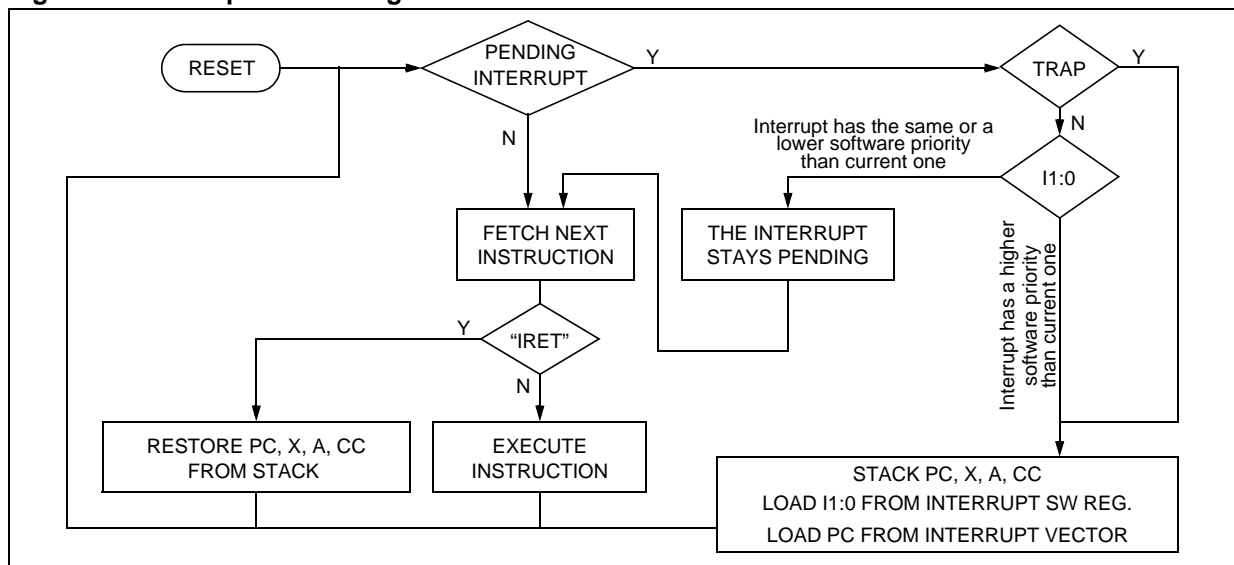 RESET
PENDING
INTERRUPT
Y
TRAP
Y
N
N
Interrupt has the same or a
lower software priority
than current one
I1:0
FETCH NEXT
INSTRUCTION
THE INTERRUPT
STAYS PENDING
Interrupt has a higher
software priority
than current one
Y
“IRET”
N
RESTORE PC, X, A, CC
FROM STACK
EXECUTE
INSTRUCTION
STACK PC, X, A, CC
LOAD I1:0 FROM INTERRUPT SW REG.
LOAD PC FROM INTERRUPT VECTOR